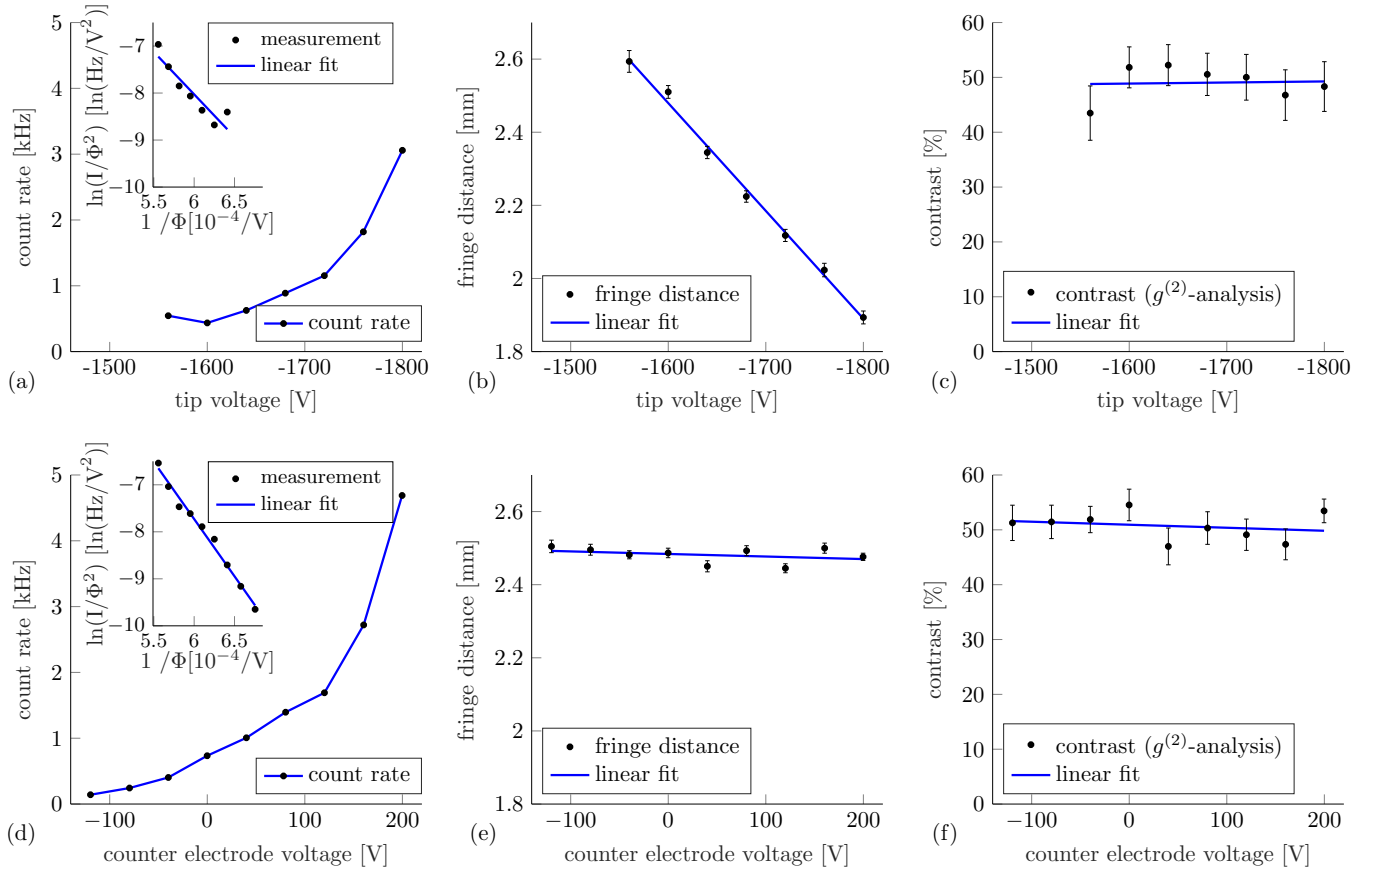 5
4
3
2
1
0
count rate [kHz]
ln(I/Φ²) [ln(Hz/V²)]
−7
−8
−9
−10
5.5 6 6.5
1 /Φ[10⁻⁴/V]
measurement
linear fit
count rate
-1500 -1600 -1700 -1800
tip voltage [V]
(a)
2.6
2.4
2.2
2
1.8
fringe distance [mm]
fringe distance
linear fit
-1500 -1600 -1700 -1800
tip voltage [V]
(b)
60
50
40
30
20
10
0
contrast [%]
contrast (g⁽²⁾-analysis)
linear fit
-1500 -1600 -1700 -1800
tip voltage [V]
(c)
5
4
3
2
1
0
count rate [kHz]
ln(I/Φ²) [ln(Hz/V²)]
−7
−8
−9
−10
5.5 6 6.5
1 /Φ[10⁻⁴/V]
measurement
linear fit
count rate
−100 0 100 200
counter electrode voltage [V]
(d)
2.6
2.4
2.2
2
1.8
fringe distance [mm]
fringe distance
linear fit
−100 0 100 200
counter electrode voltage [V]
(e)
60
50
40
30
20
10
0
contrast [%]
contrast (g⁽²⁾-analysis)
linear fit
−100 0 100 200
counter electrode voltage [V]
(f)